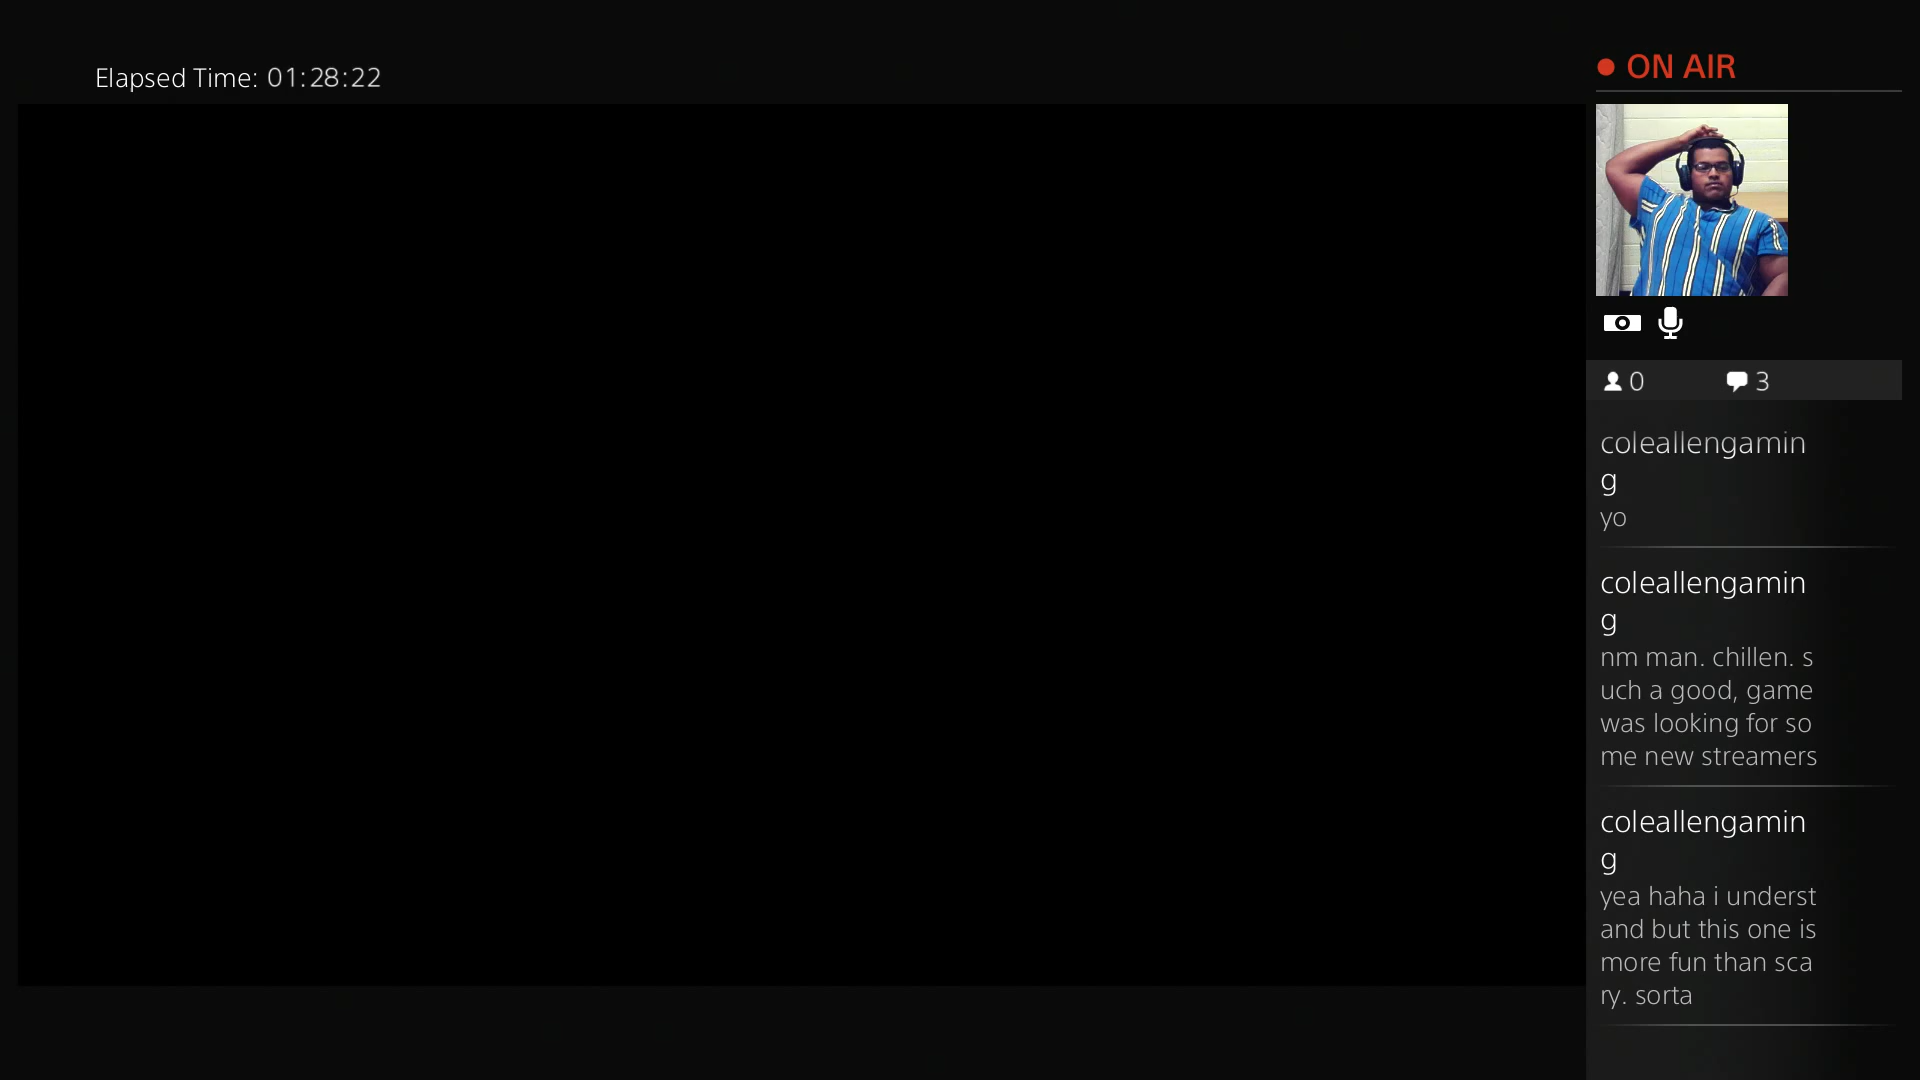 Elapsed Time: 01:28:22
ON AIR
0 3
coleallengamin
g
yo
coleallengamin
g
nm man. chillen. s
uch a good, game
was looking for so
me new streamers
coleallengamin
g
yea haha i underst
and but this one is
more fun than sca
ry. sorta